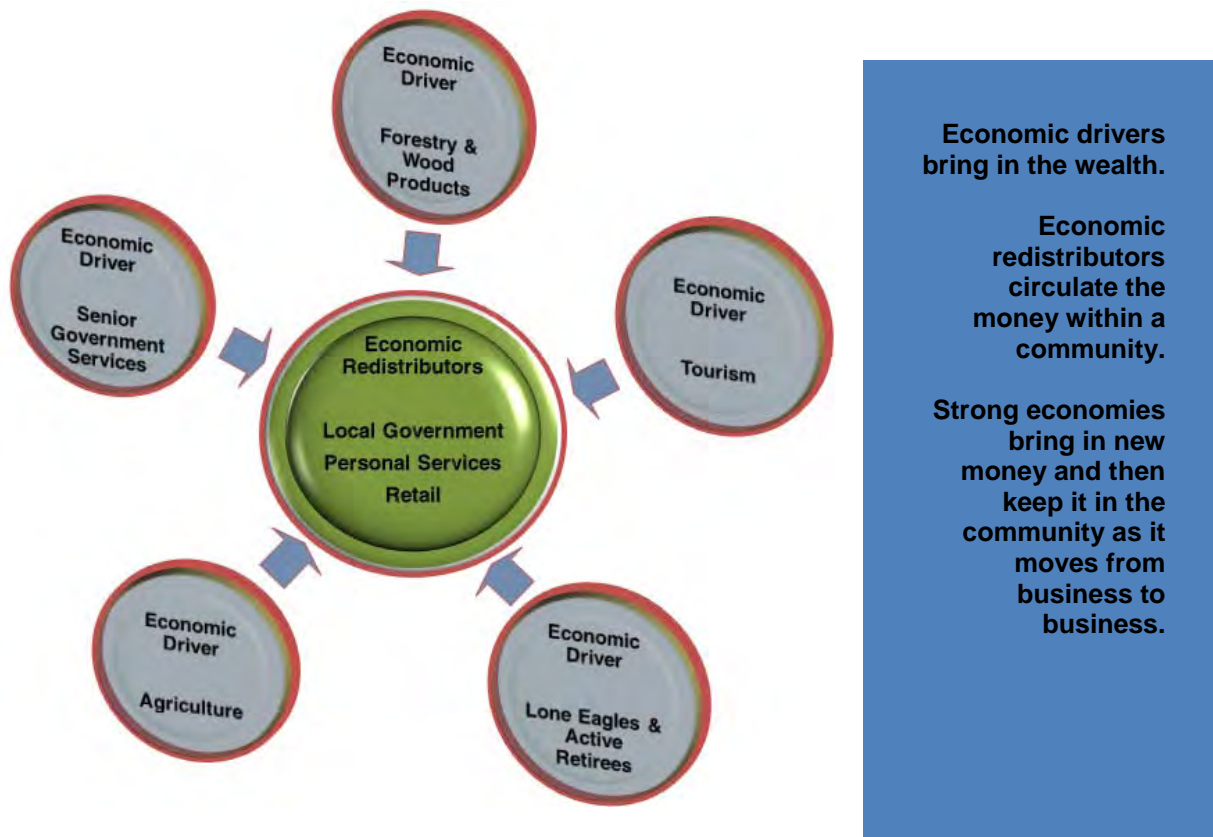 Economic
Driver
Forestry &
Wood
Products
Economic
Driver
Tourism
Economic
Driver
Lone Eagles &
Active
Retirees
Economic
Driver
Agriculture
Economic
Driver
Senior
Government
Services
Economic
Redistributors
Local Government
Personal Services
Retail
Economic drivers
bring in the wealth.
Economic
redistributors
circulate the
money within a
community.
Strong economies
bring in new
money and then
keep it in the
community as it
moves from
business to
business.